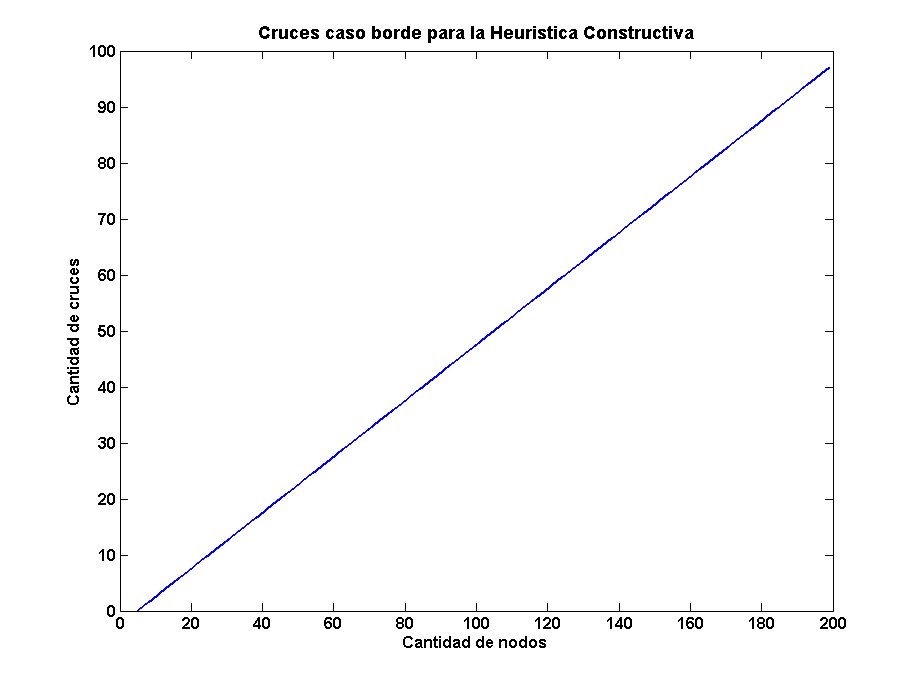 Cruces caso borde para la Heuristica Constructiva
100
90
80
70
60
50
40
30
20
10
0
Cantidad de cruces
0 20 40 60 80 100 120 140 160 180 200
Cantidad de nodos